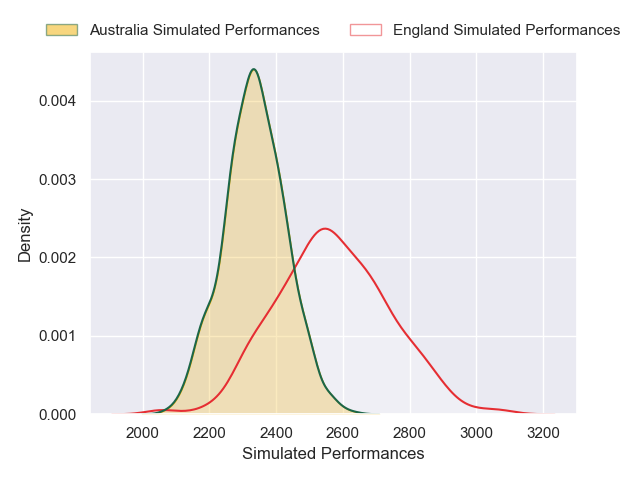 Australia Simulated Performances England Simulated Performances
0.004
0.003
0.002
0.001
0.000
Density
2000 2200 2400 2600 2800 3000 3200
Simulated Performances